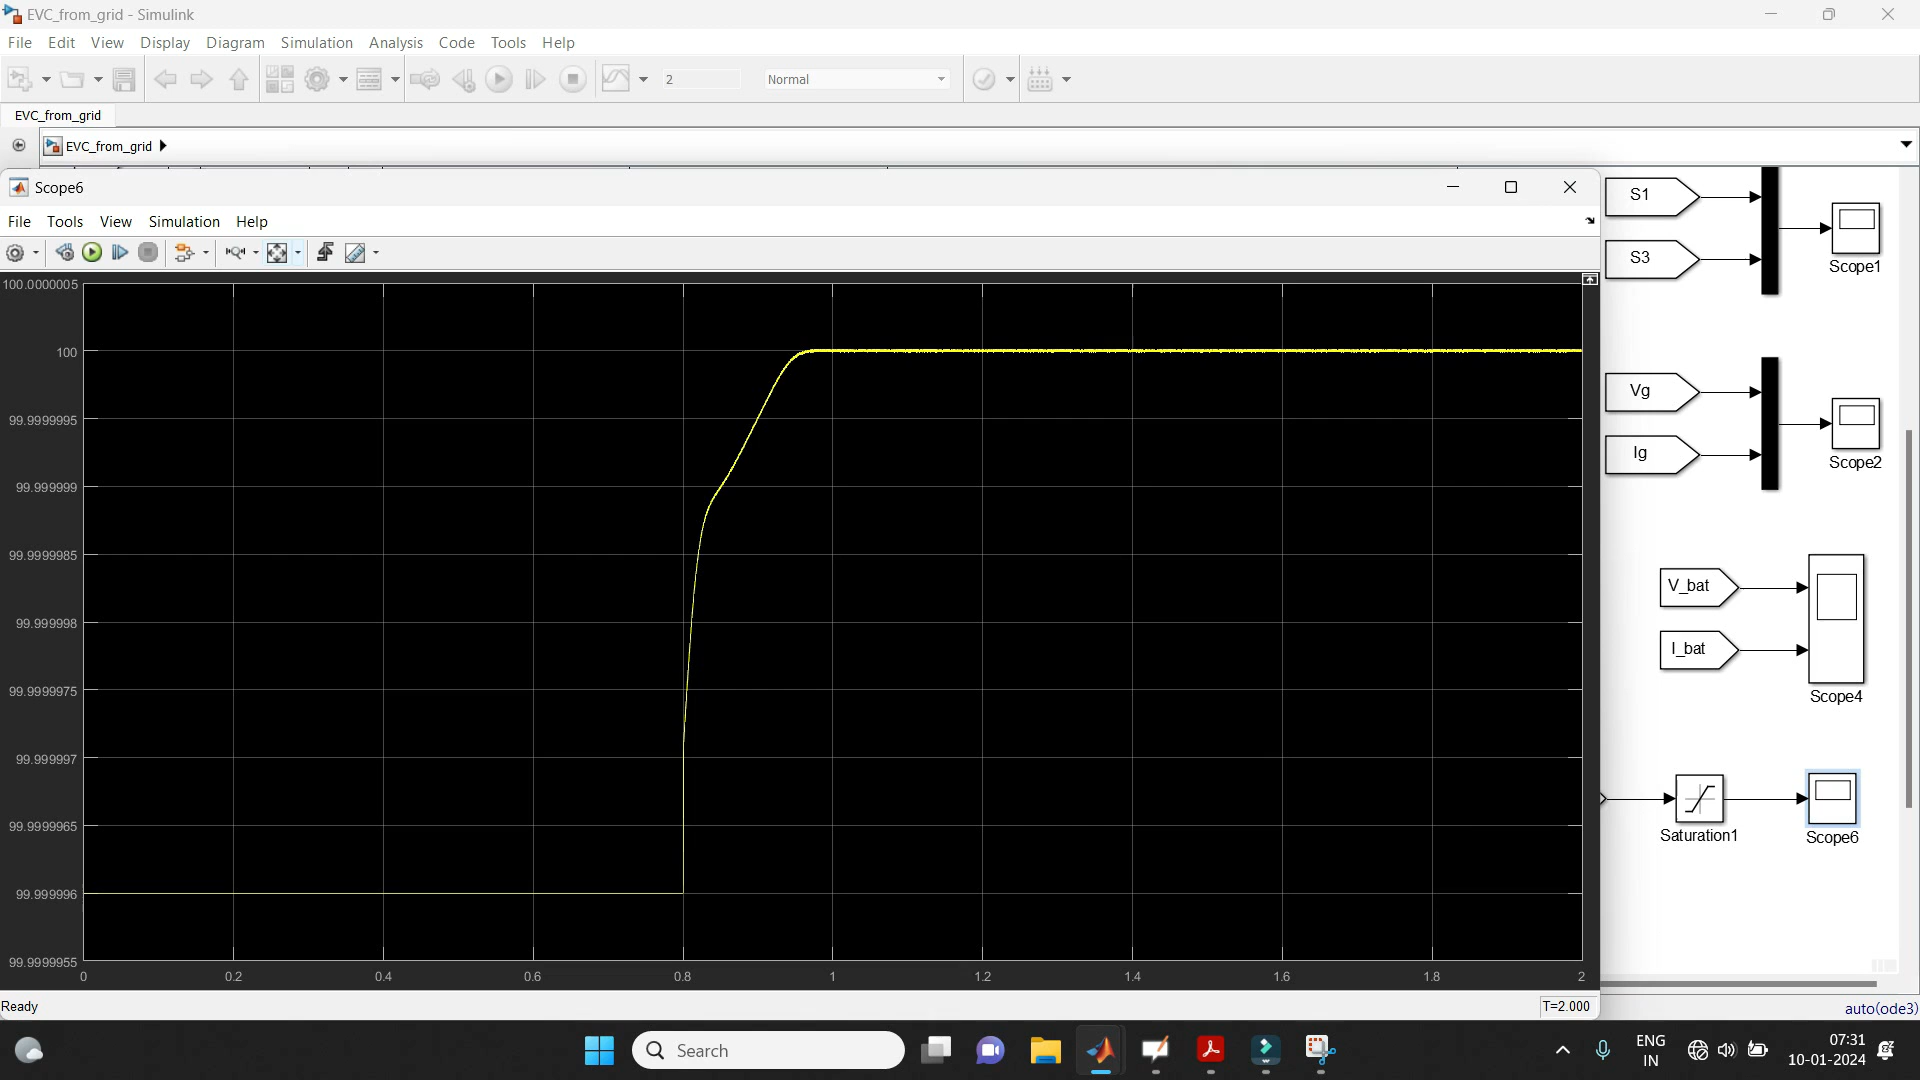 EVC_from_grid - Simulink
File Edit View Display Diagram Simulation Analysis Code Tools Help
2 Normal
EVC_from_grid
EVC_from_grid
Scope6
File Tools View Simulation Help
100.0000005
100
99.9999995
99.999999
99.9999985
99.999998
99.9999975
99.999997
99.9999965
99.999996
99.9999955
0 0.2 0.4 0.6 0.8 1 1.2 1.4 1.6 1.8 2
Ready T=2.000
S1
S3
Scope1
Vg
Ig
Scope2
V_bat
I_bat
Scope4
Saturation1
Scope6
auto(ode3)
Search
ENG
IN
07:31
10-01-2024